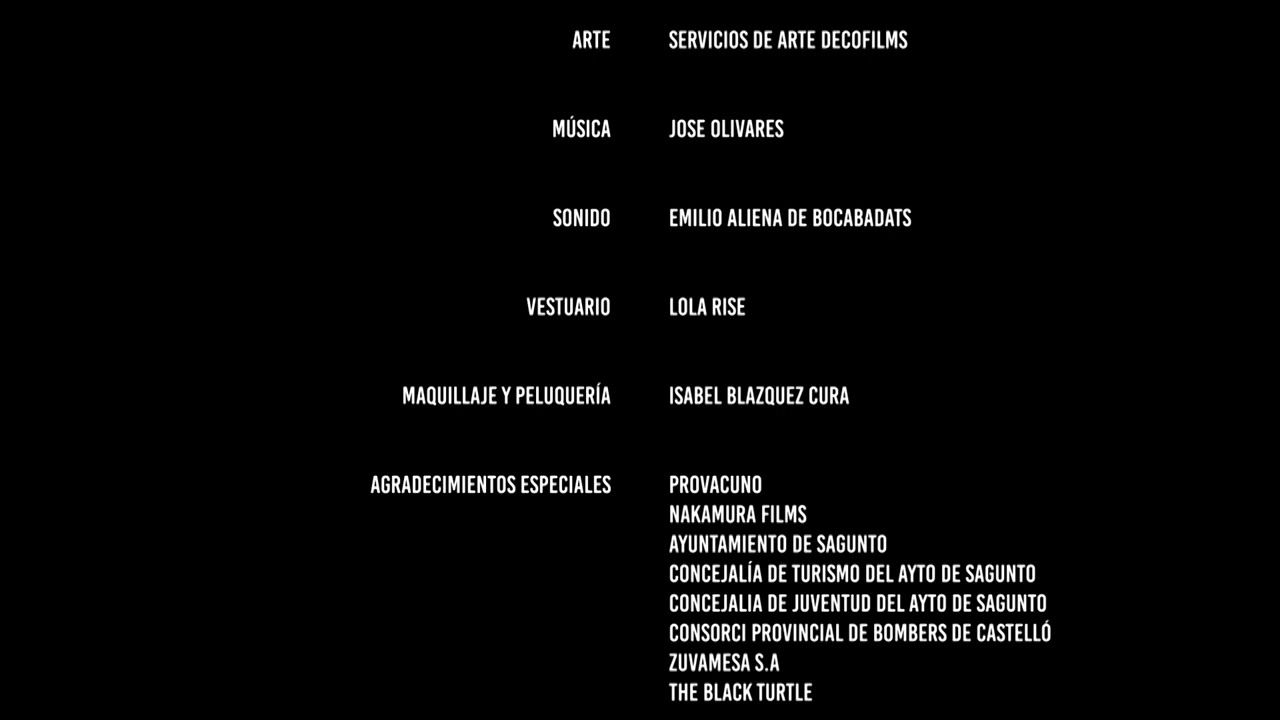 ARTE SERVICIOS DE ARTE DECOFILMS
MÚSICA JOSE OLIVARES
SONIDO EMILIO ALIENA DE BOCABADATS
VESTUARIO LOLA RISE
MAQUILLAJE Y PELUQUERÍA ISABEL BLAZQUEZ CURA
AGRADECIMIENTOS ESPECIALES PROVACUNO
NAKAMURA FILMS
AYUNTAMIENTO DE SAGUNTO
CONCEJALÍA DE TURISMO DEL AYTO DE SAGUNTO
CONCEJALIA DE JUVENTUD DEL AYTO DE SAGUNTO
CONSORCI PROVINCIAL DE BOMBERS DE CASTELLÓ
ZUVAMESA S.A
THE BLACK TURTLE